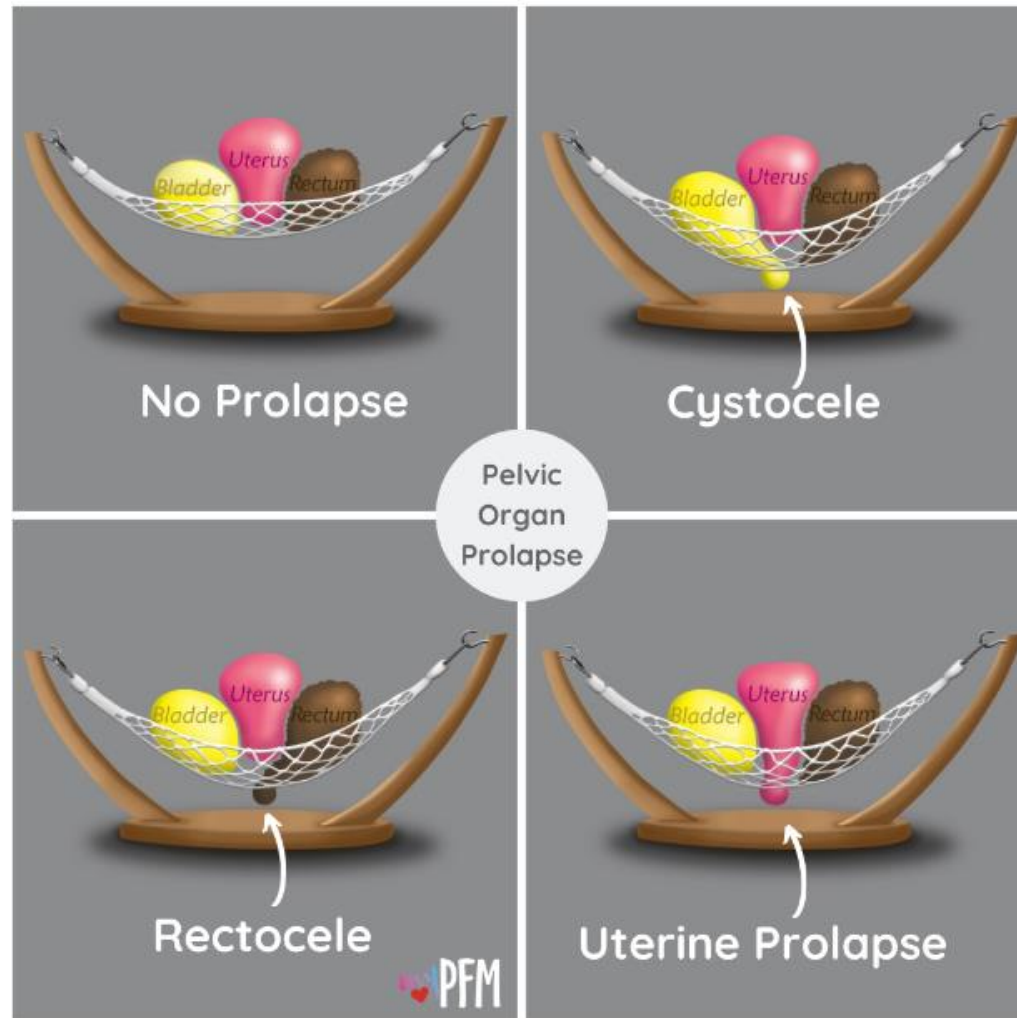 Bladder
Uterus
Rectum
No Prolapse
Bladder
Uterus
Rectum
Cystocele
Pelvic
Organ
Prolapse
Bladder
Uterus
Rectum
Rectocele
PFM
Bladder
Uterus
Rectum
Uterine Prolapse